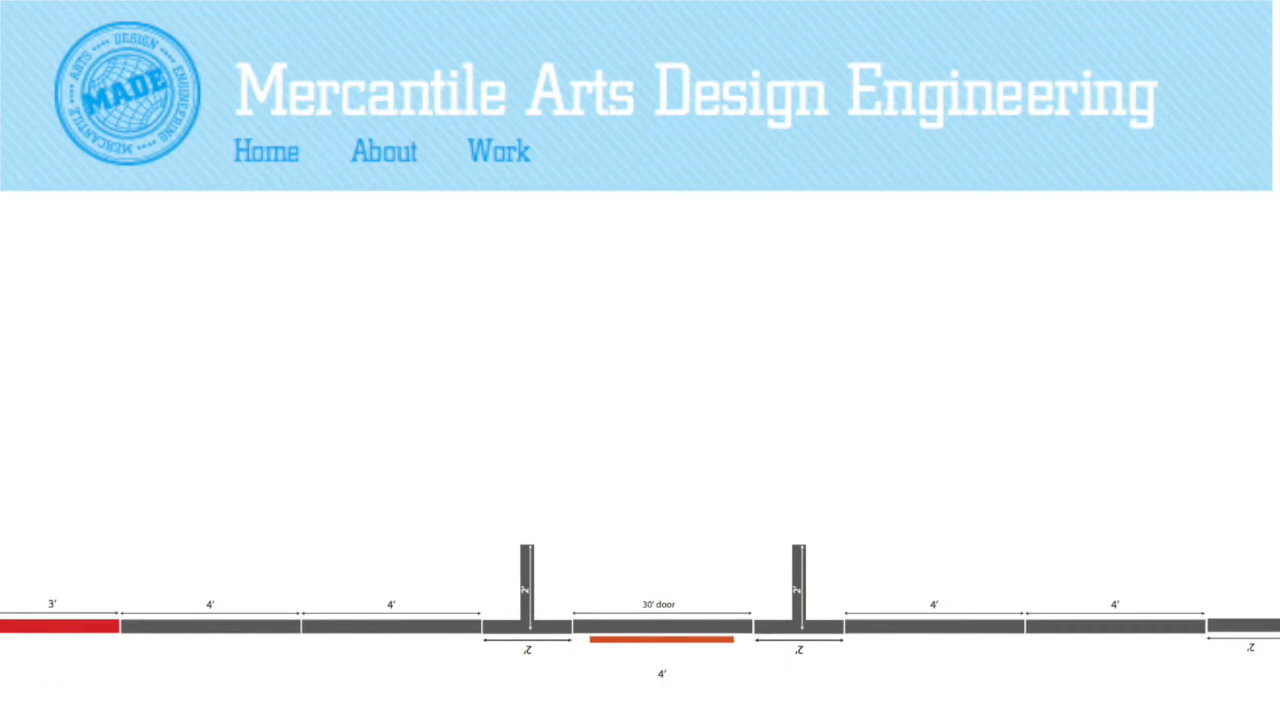 ARTS •••• DESIGN •••• ENGINEERING •••• MERCANTILE ••••
MADE
Mercantile Arts Design Engineering
Home About Work
2' 2'
3' 4' 4' 30' door 4' 4'
2' 2' 2'
4'